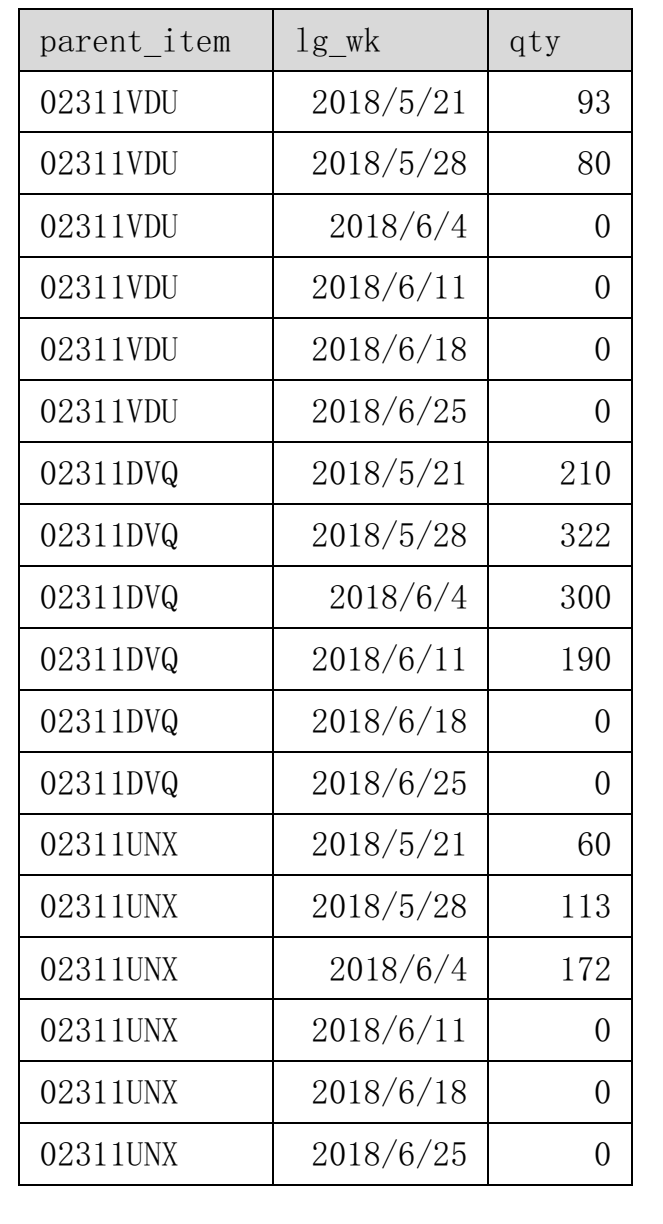 parent_item lg_wk qty
02311VDU 2018/5/21 93
02311VDU 2018/5/28 80
02311VDU 2018/6/4 0
02311VDU 2018/6/11 0
02311VDU 2018/6/18 0
02311VDU 2018/6/25 0
02311DVQ 2018/5/21 210
02311DVQ 2018/5/28 322
02311DVQ 2018/6/4 300
02311DVQ 2018/6/11 190
02311DVQ 2018/6/18 0
02311DVQ 2018/6/25 0
02311UNX 2018/5/21 60
02311UNX 2018/5/28 113
02311UNX 2018/6/4 172
02311UNX 2018/6/11 0
02311UNX 2018/6/18 0
02311UNX 2018/6/25 0